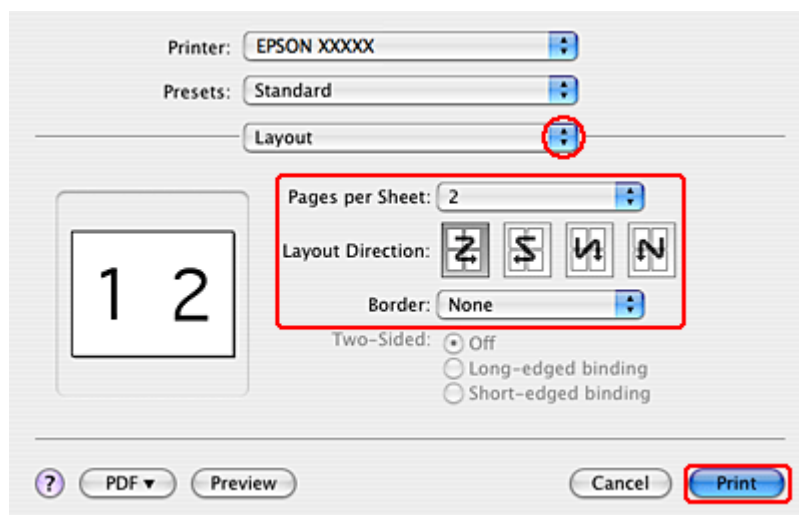 Printer: EPSON XXXXX
Presets: Standard
Layout
Pages per Sheet: 2
Layout Direction:
Border: None
Two-Sided: Off
Long-edged binding
Short-edged binding
1 2
? PDF Preview Cancel Print